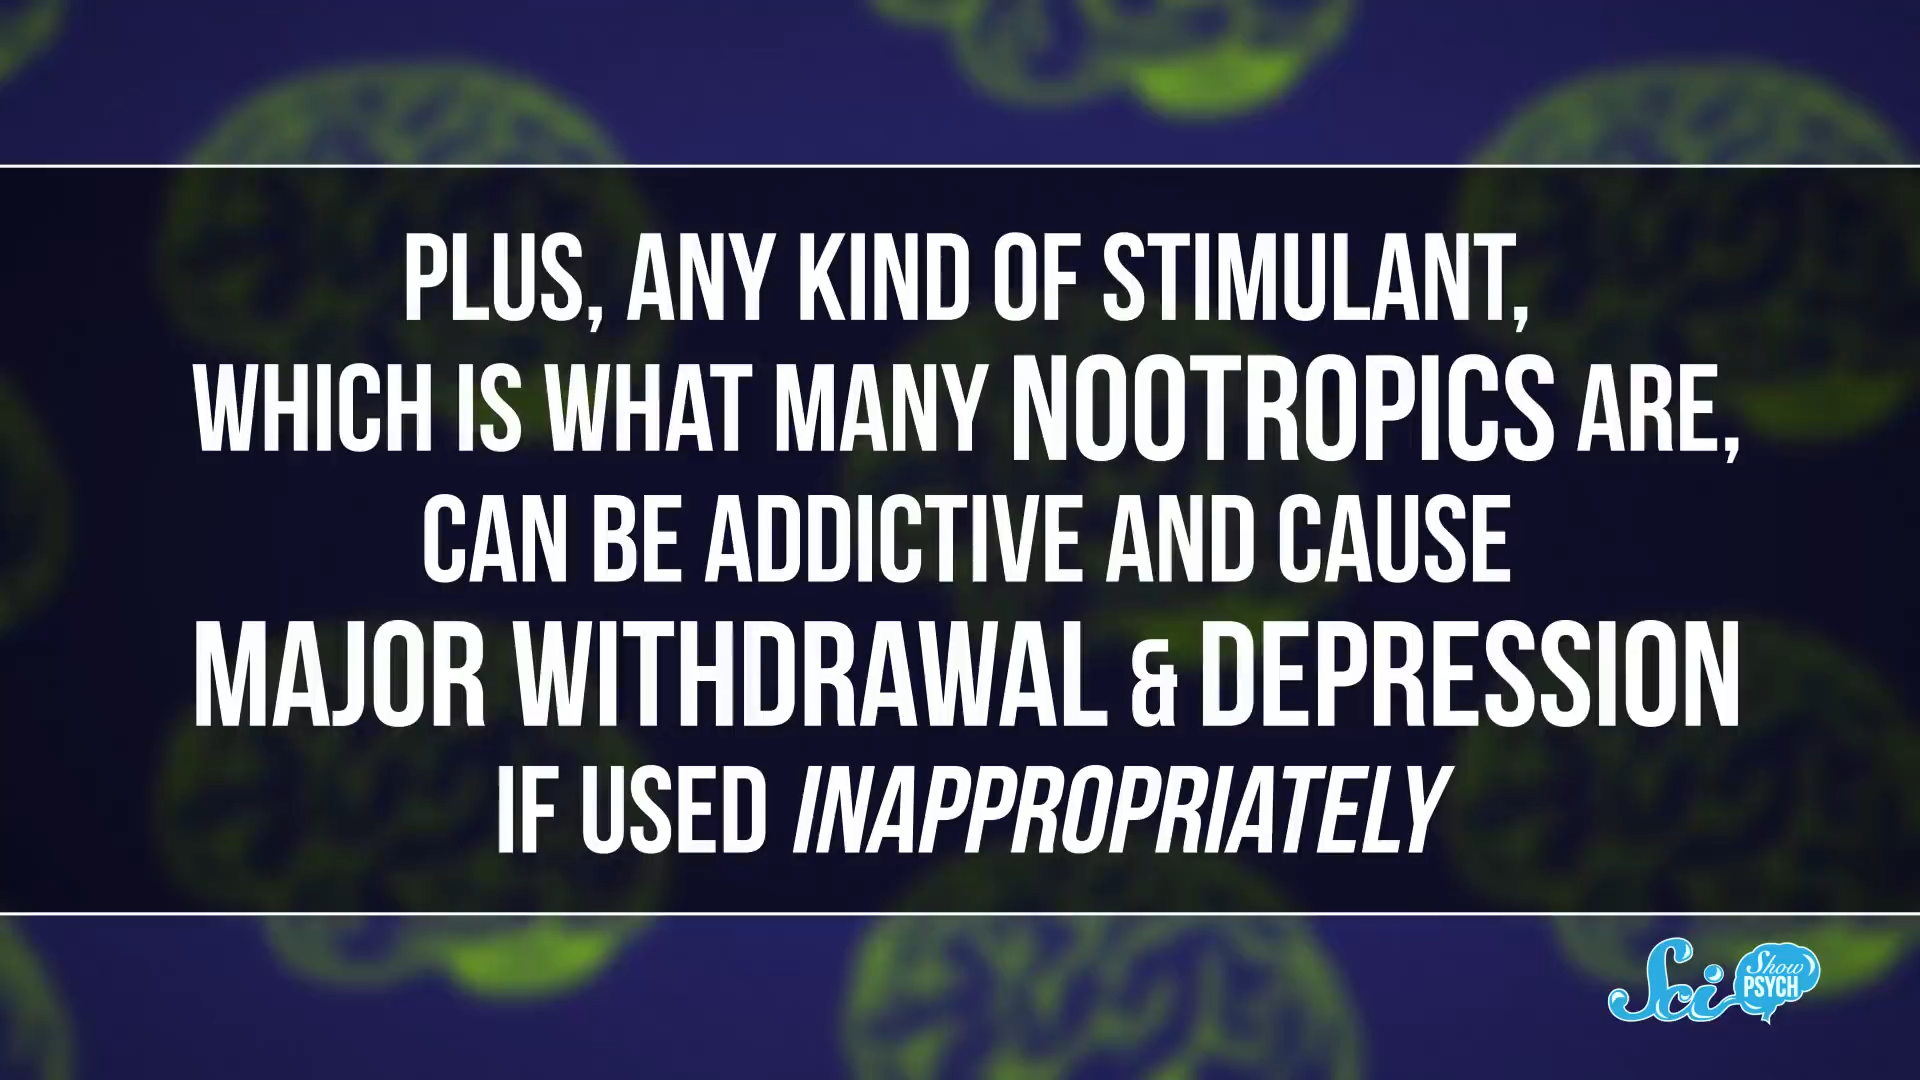 PLUS, ANY KIND OF STIMULANT,
WHICH IS WHAT MANY NOOTROPICS ARE,
CAN BE ADDICTIVE AND CAUSE
MAJOR WITHDRAWAL & DEPRESSION
IF USED INAPPROPRIATELY
Sci Show
PSYCH